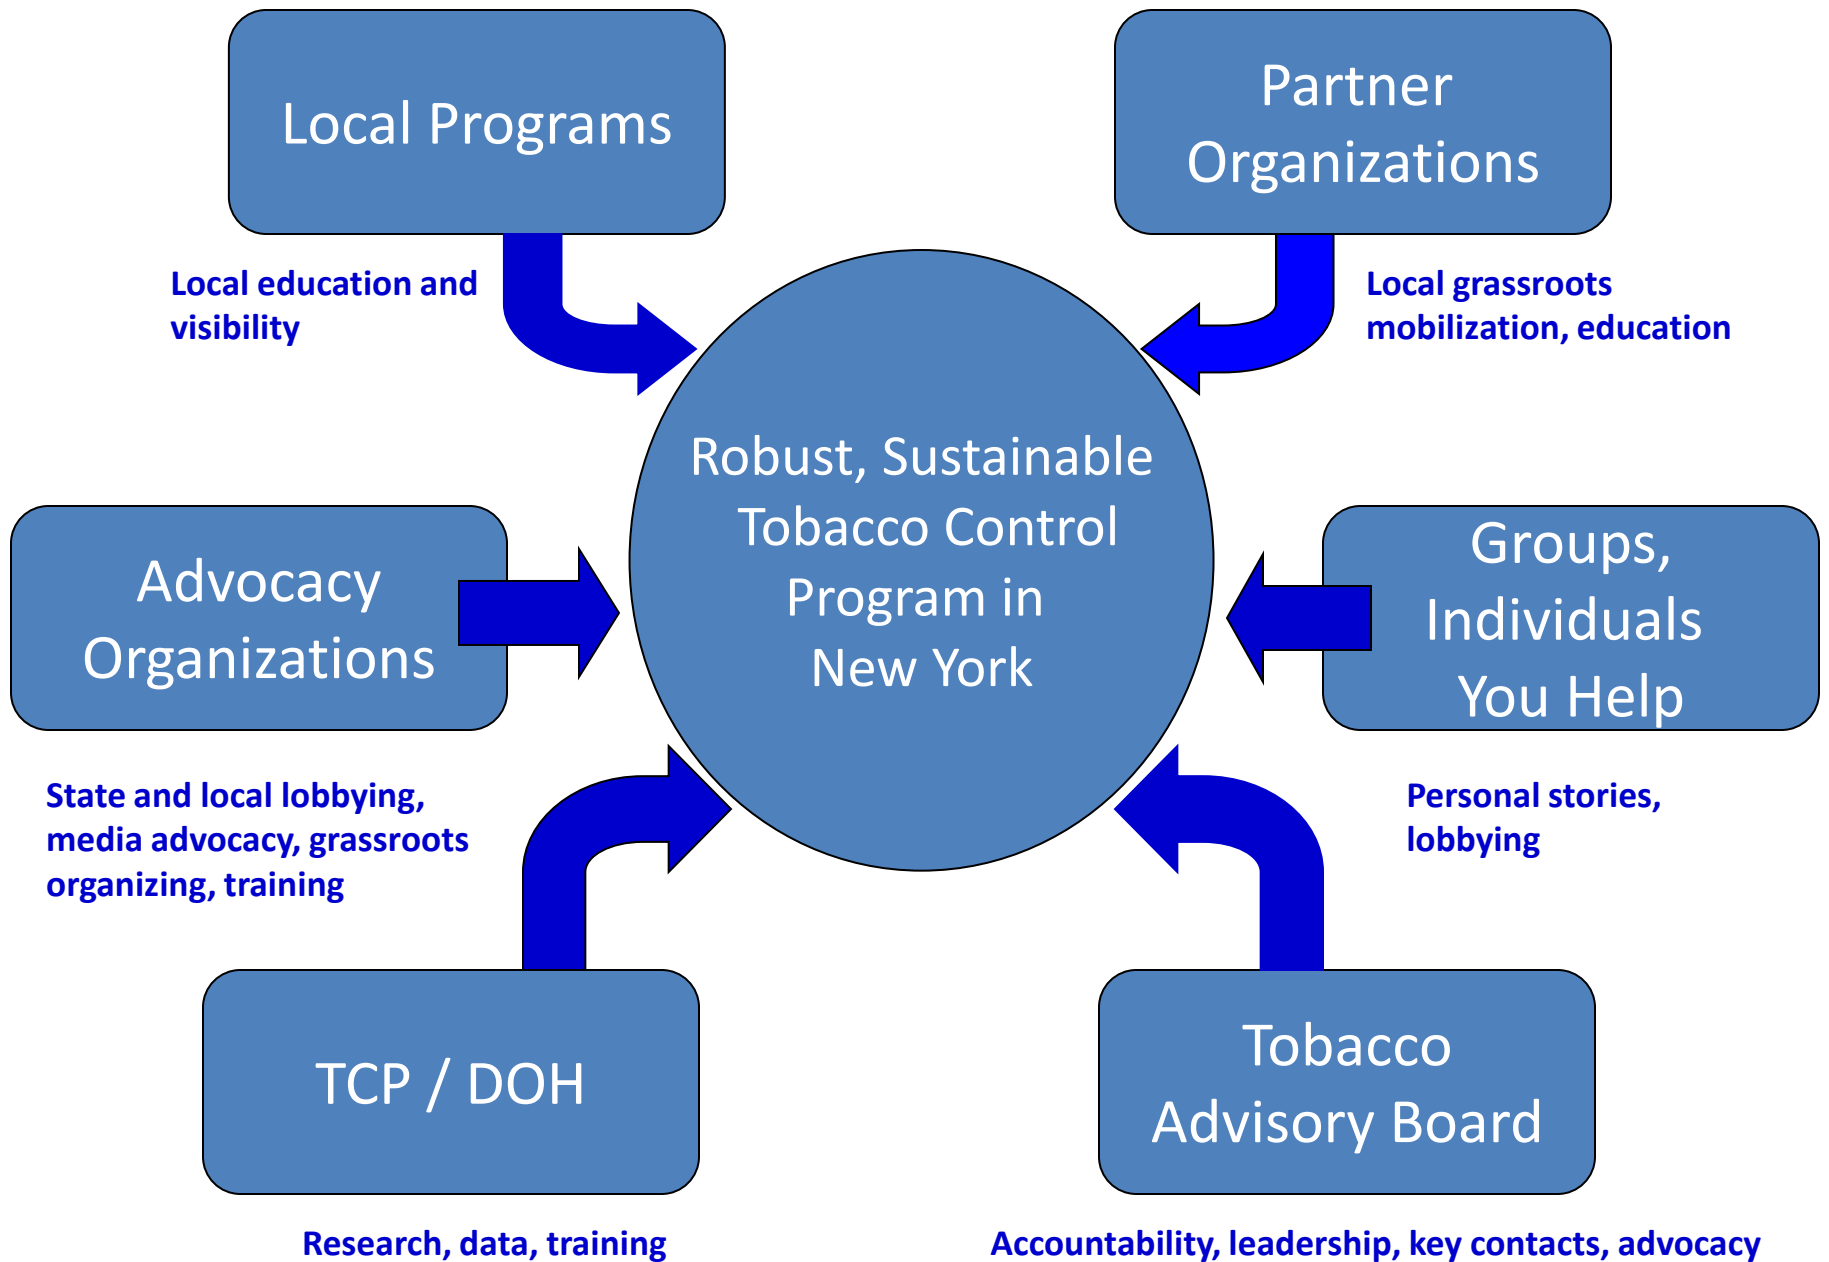 Local Programs
Partner
Organizations
Local education and
visibility
Local grassroots
mobilization, education
Robust, Sustainable
Tobacco Control
Program in
New York
Advocacy
Organizations
Groups,
Individuals
You Help
State and local lobbying,
media advocacy, grassroots
organizing, training
Personal stories,
lobbying
TCP / DOH
Tobacco
Advisory Board
Research, data, training
Accountability, leadership, key contacts, advocacy